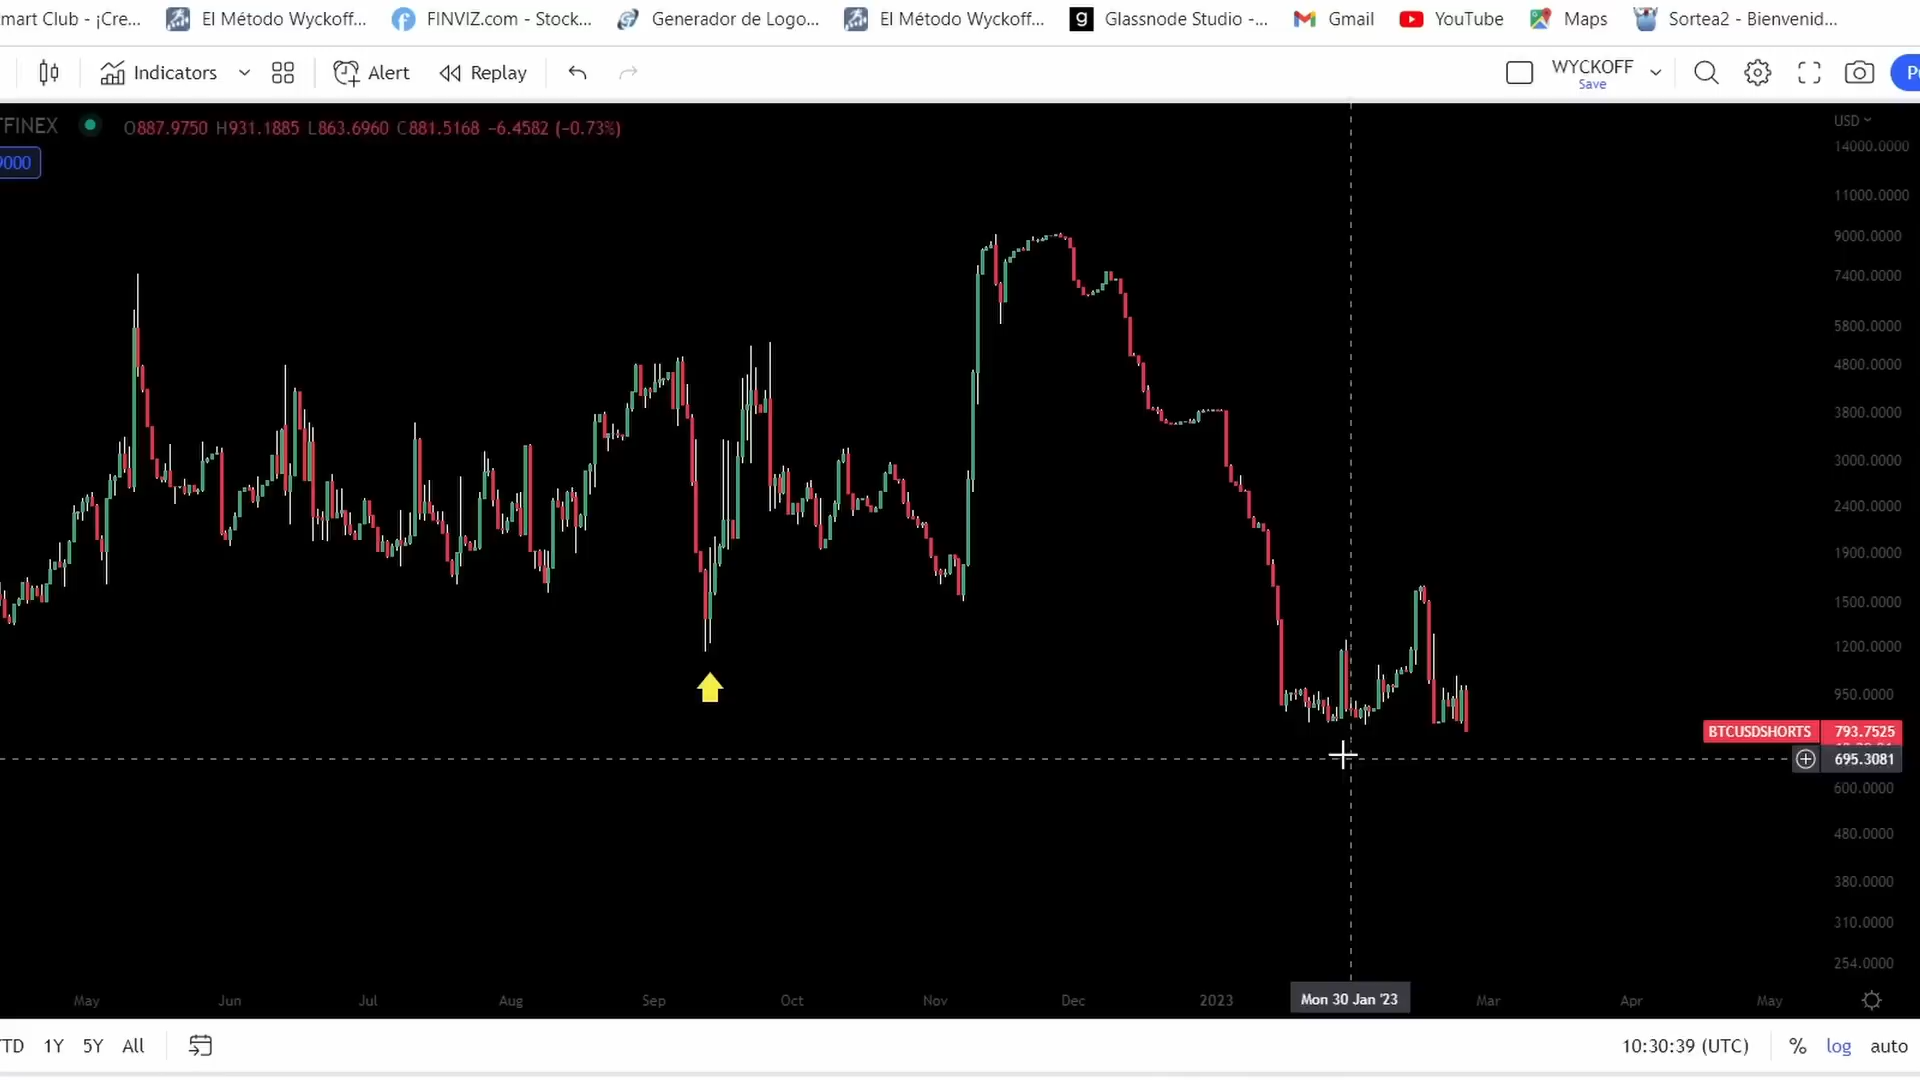 mart Club - ¡Cre... El Método Wyckoff... FINVIZ.com - Stock... Generador de Logo... El Método Wyckoff... Glassnode Studio -... Gmail YouTube Maps Sortea2 - Bienvenid...
Indicators Alert Replay WYCKOFF
Save
TFINEX O887.9750 H931.1885 L863.6960 C881.5168 −6.4582 (−0.73%)
9000
USD
14000.0000
11000.0000
9000.0000
7400.0000
5800.0000
4800.0000
3800.0000
3000.0000
2400.0000
1900.0000
1500.0000
1200.0000
950.0000
BTCUSDSHORTS 793.7525
695.3081
600.0000
480.0000
380.0000
310.0000
254.0000
May Jun Jul Aug Sep Oct Nov Dec 2023 Mon 30 Jan '23 Mar Apr May
TD 1Y 5Y All 10:30:39 (UTC) % log auto